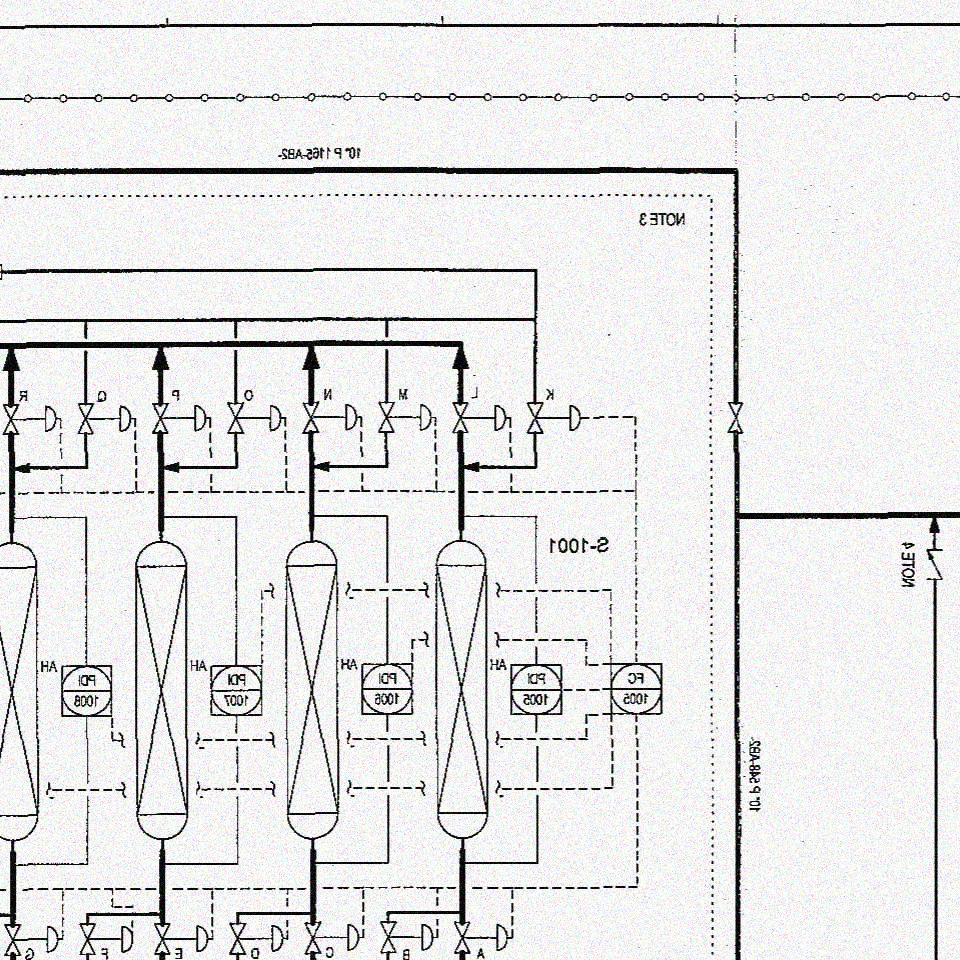 10" P 1165-AB2-
NOTE 3
R
Q
P
O
N
M
L
K
S-1001
NOTE 4
AH
PDI
1008
AH
PDI
1007
AH
PDI
1006
AH
PDI
1005
FC
1005
10" P 548-AB2-
G
F
E
D
C
B
A